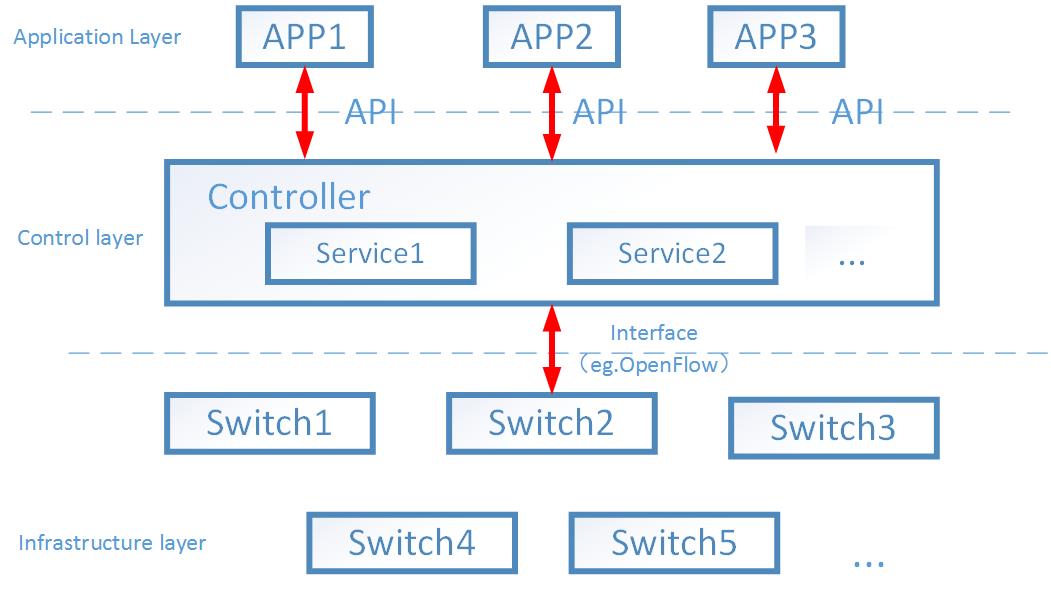 Application Layer
APP1
APP2
APP3
API
API
API
Controller
Control layer
Service1
Service2
...
Interface
（eg.OpenFlow）
Switch1
Switch2
Switch3
Infrastructure layer
Switch4
Switch5
...